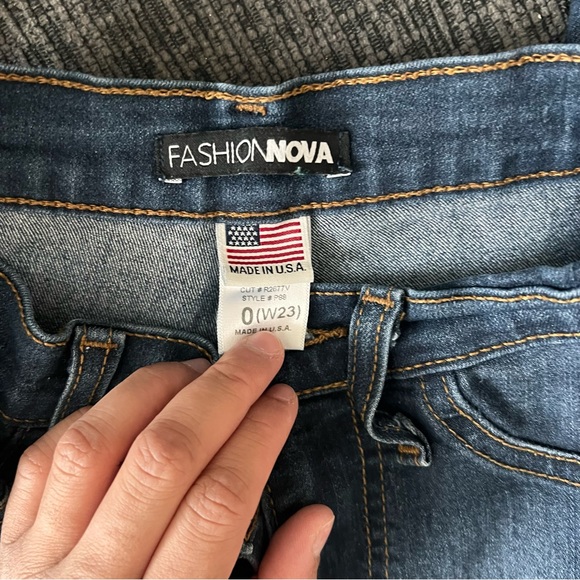 FASHIONNOVA
MADE IN U.S.A.
CUT # R2677V
STYLE # P88
0(W23)
MADE IN U.S.A.